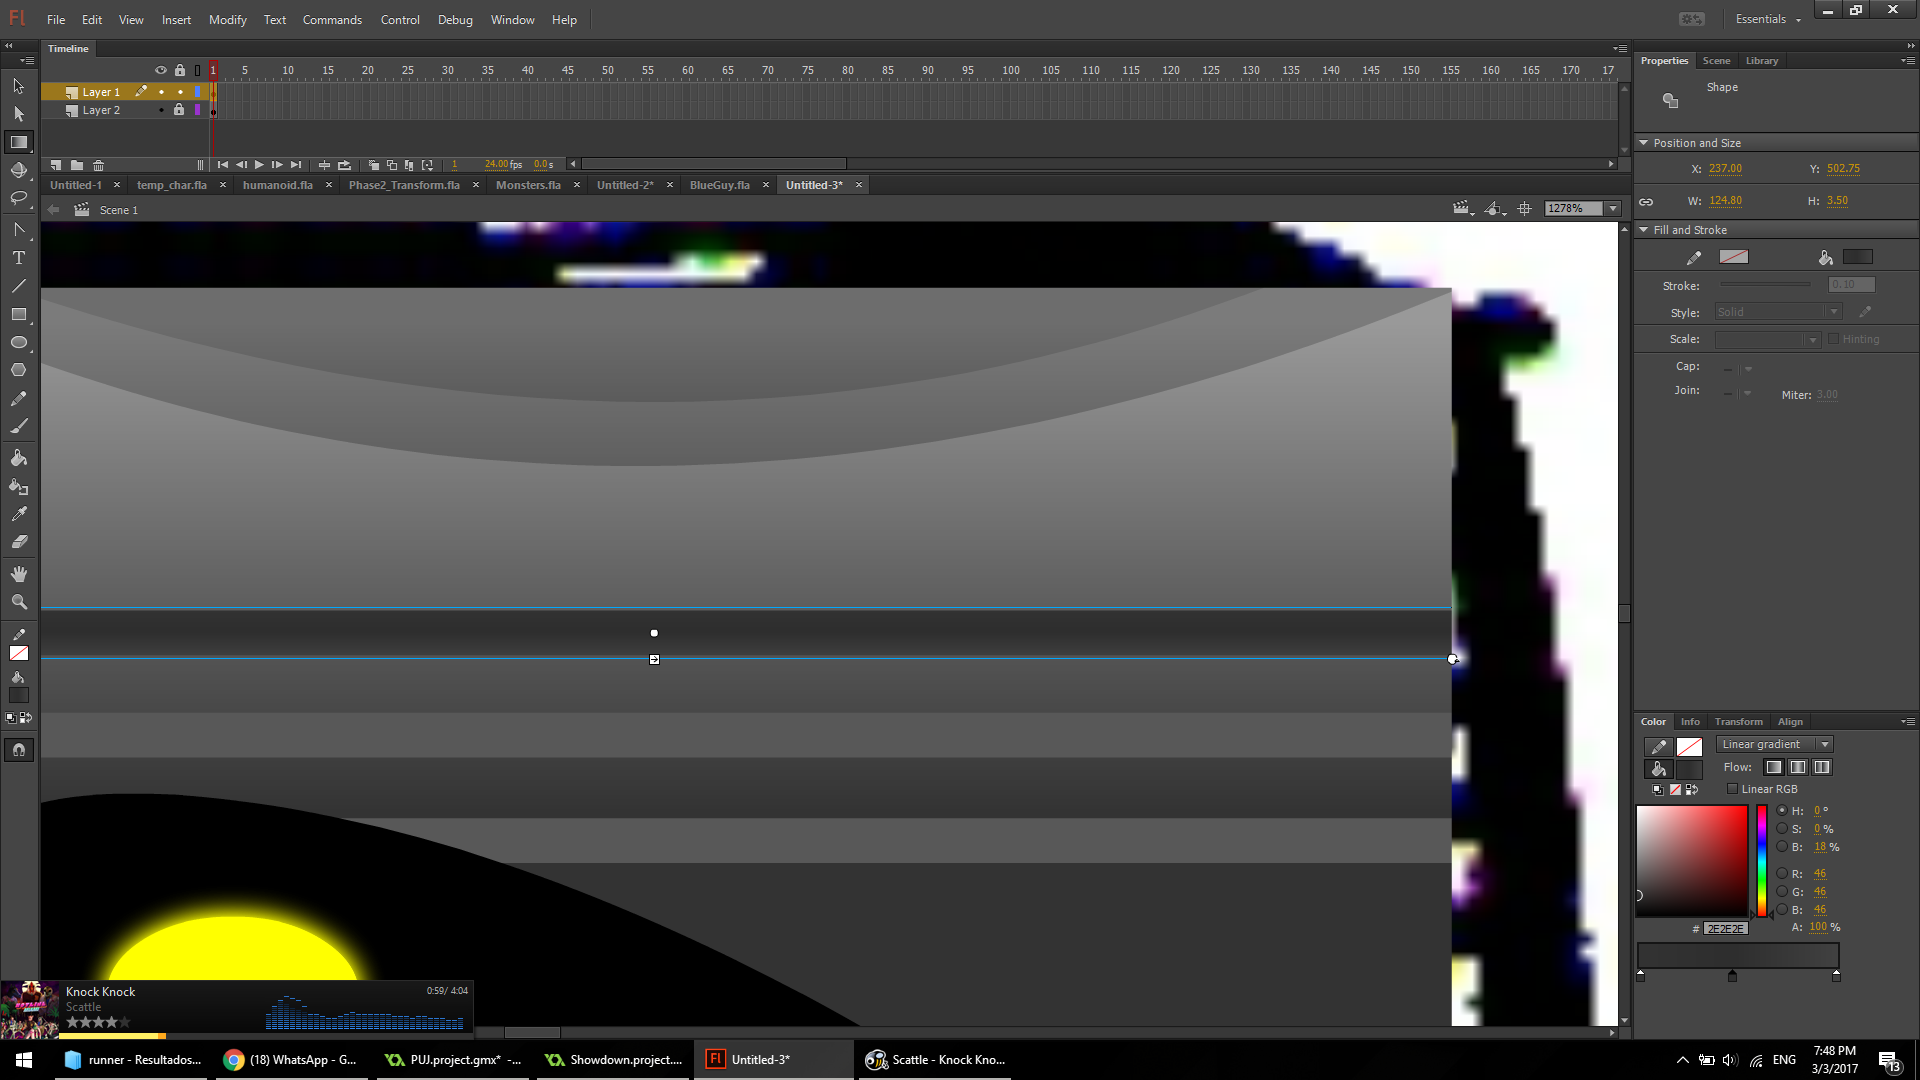 Fl File Edit View Insert Modify Text Commands Control Debug Window Help Essentials
Timeline
1 5 10 15 20 25 30 35 40 45 50 55 60 65 70 75 80 85 90 95 100 105 110 115 120 125 130 135 140 145 150 155 160 165 170 17
Layer 1
Layer 2
1 24.00 fps 0.0 s
Untitled-1 temp_char.fla humanoid.fla Phase2_Transform.fla Monsters.fla Untitled-2* BlueGuy.fla Untitled-3*
Scene 1 1278%
Properties Scene Library
Shape
Position and Size
X: 237.00 Y: 502.75
W: 124.80 H: 3.50
Fill and Stroke
Stroke: 0.10
Style: Solid
Scale: Hinting
Cap:
Join: Miter: 3.00
Color Info Transform Align
Linear gradient
Flow:
Linear RGB
H: 0 °
S: 0 %
B: 18 %
R: 46
G: 46
B: 46
# 2E2E2E A: 100 %
Knock Knock 0:59/ 4:04
Scattle
runner - Resultados... (18) WhatsApp - G... PUJ.project.gmx* -... Showdown.project.... Fl Untitled-3* Scattle - Knock Kno... ENG 7:48 PM
3/3/2017 13